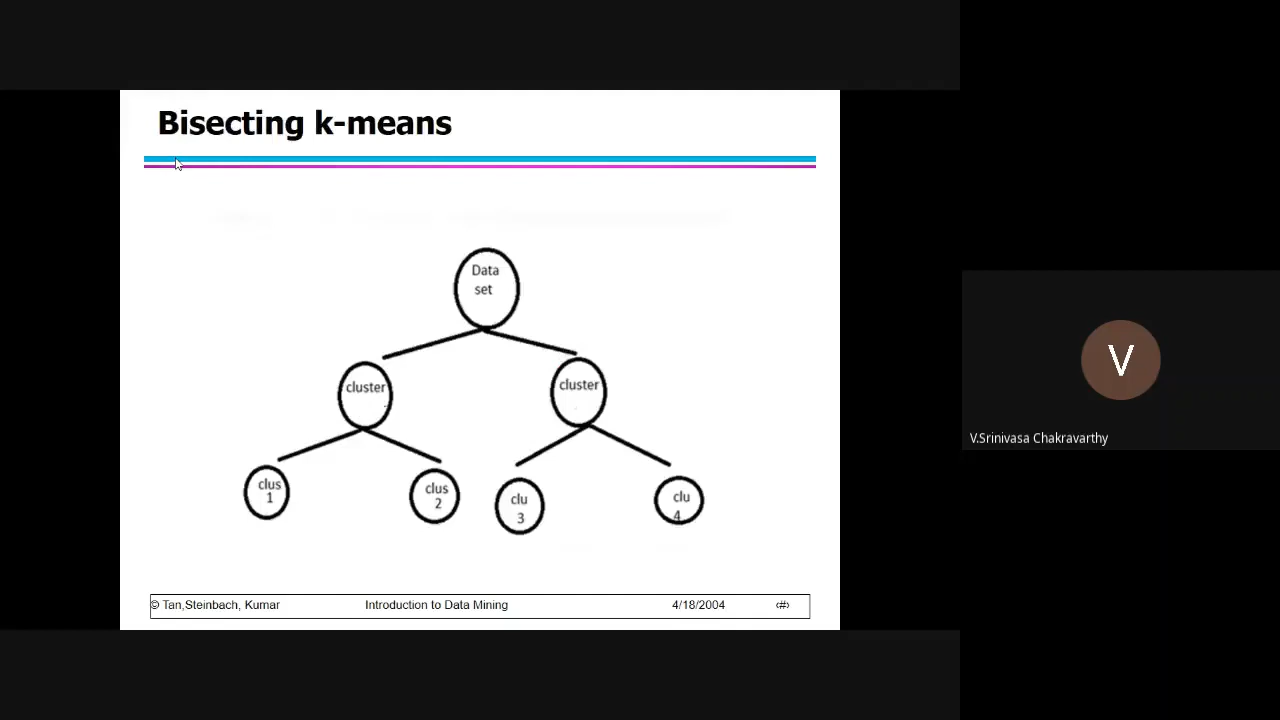 Bisecting k-means
Data
set
cluster
cluster
clus
1
clus
2
clu
3
clu
4
V
V.Srinivasa Chakravarthy
© Tan,Steinbach, Kumar
Introduction to Data Mining
4/18/2004
‹#›